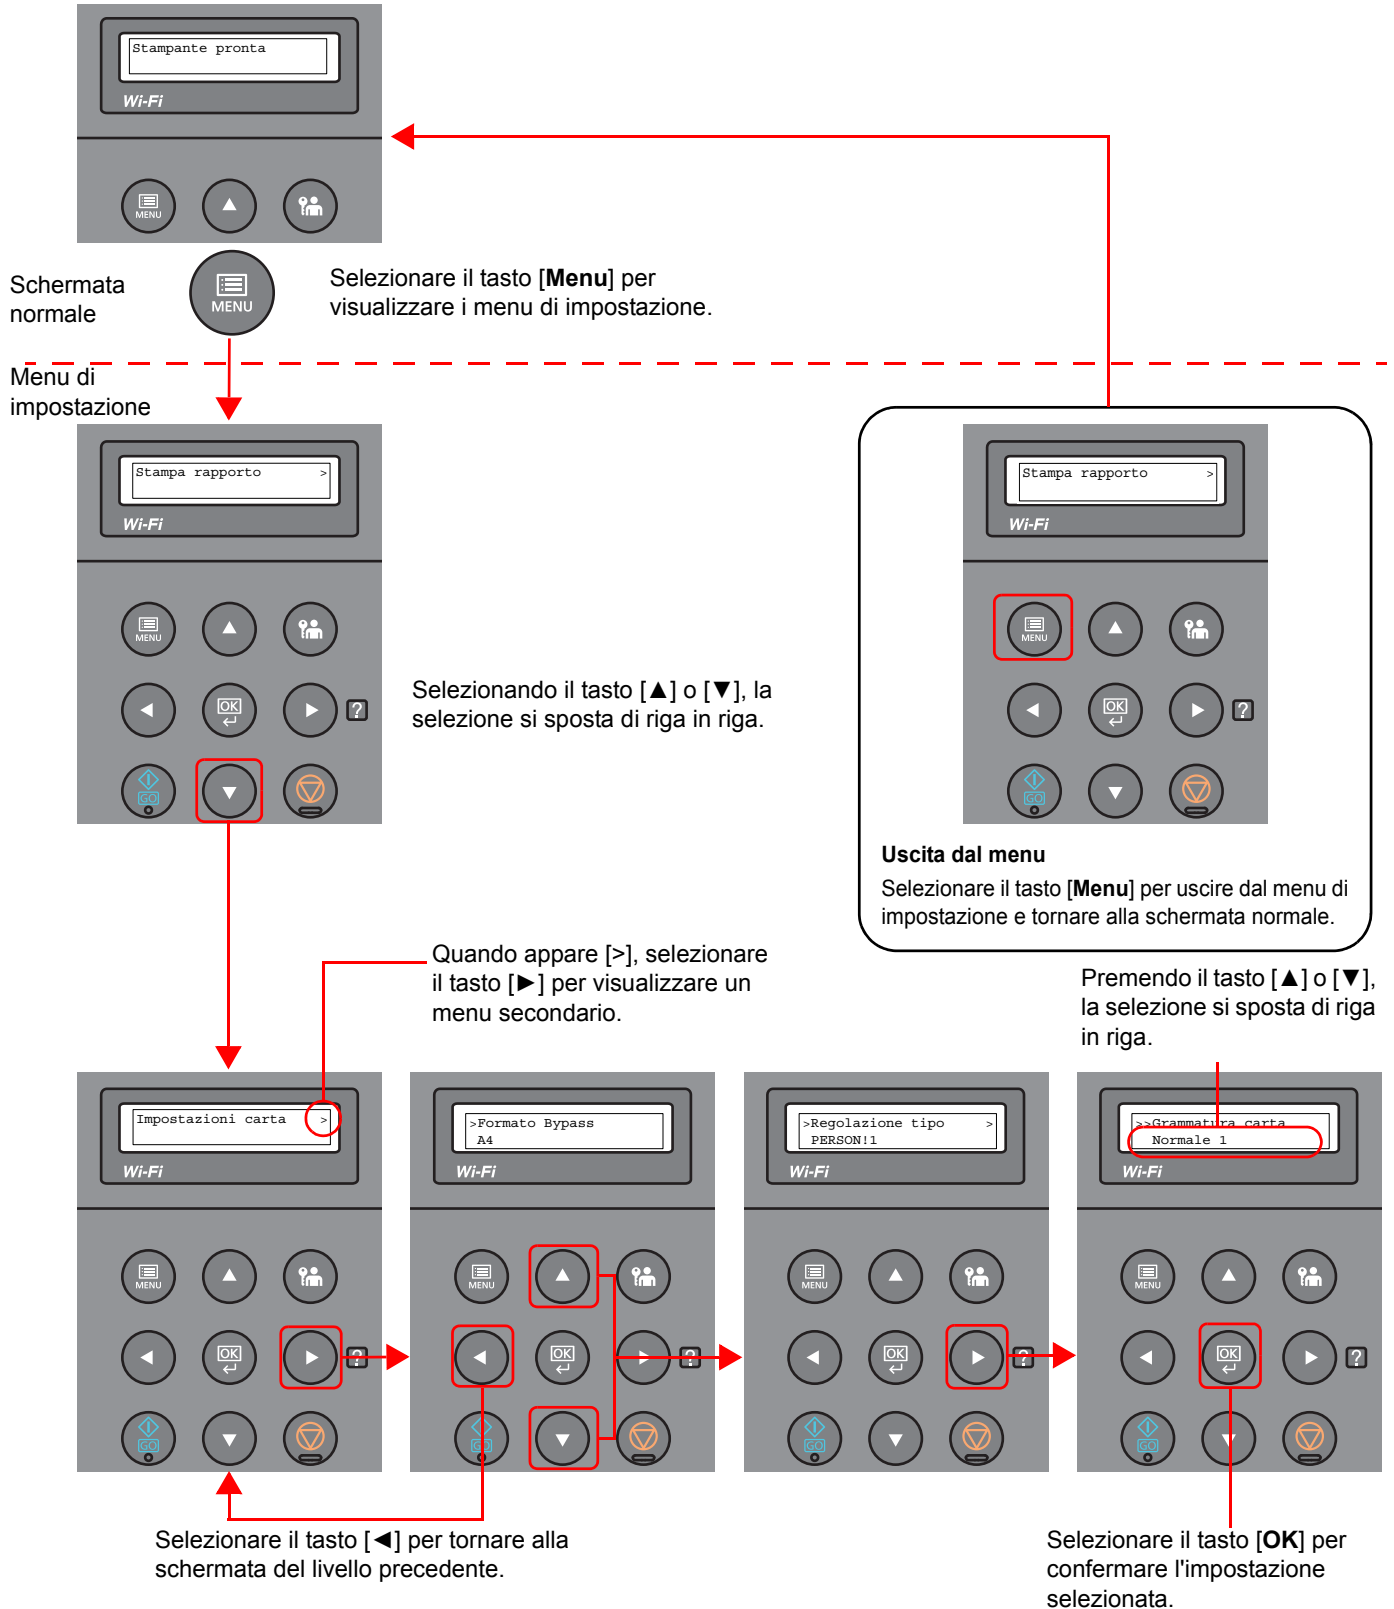 Stampante pronta
Wi-Fi
MENU
Schermata
normale
MENU
Selezionare il tasto [Menu] per
visualizzare i menu di impostazione.
Menu di
impostazione
Stampa rapporto >
Wi-Fi
MENU
OK
?
GO
Selezionando il tasto [▲] o [▼], la
selezione si sposta di riga in riga.
Stampa rapporto >
Wi-Fi
MENU
OK
?
GO
Uscita dal menu
Selezionare il tasto [Menu] per uscire dal menu di
impostazione e tornare alla schermata normale.
Quando appare [>], selezionare
il tasto [►] per visualizzare un
menu secondario.
Premendo il tasto [▲] o [▼],
la selezione si sposta di riga
in riga.
Impostazioni carta >
Wi-Fi
MENU
OK
?
GO
>Formato Bypass
A4
Wi-Fi
MENU
OK
?
GO
>Regolazione tipo >
PERSON!1
Wi-Fi
MENU
OK
?
GO
>>Grammatura carta
Normale 1
Wi-Fi
MENU
OK
?
GO
Selezionare il tasto [◄] per tornare alla
schermata del livello precedente.
Selezionare il tasto [OK] per
confermare l'impostazione
selezionata.